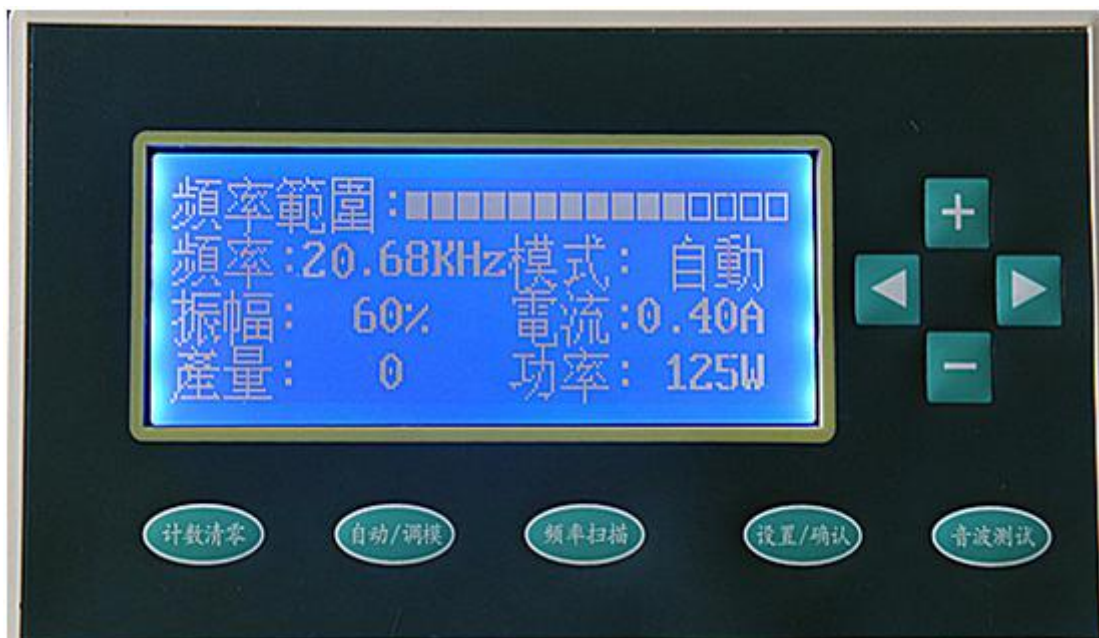 頻率範圍:
頻率:20.68KHz模式: 自動
振幅: 60% 電流:0.40A
產量: 0 功率: 125W
+
-
计数清零 自动/调模 频率扫描 设置/确认 音波测试